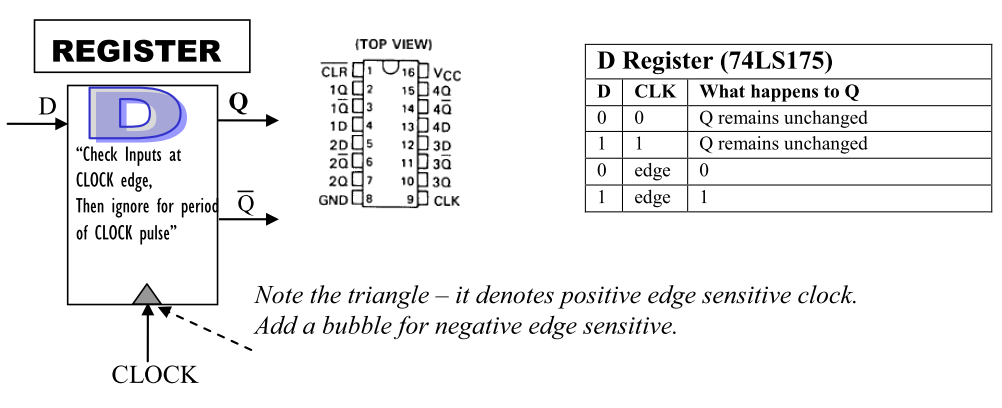 REGISTER
D
D
Q
"Check Inputs at
CLOCK edge,
Then ignore for period
of CLOCK pulse"
Q̅
CLOCK
(TOP VIEW)
C̅L̅R̅ 1 16 VCC
1Q 2 15 4Q
1Q̅ 3 14 4Q̅
1D 4 13 4D
2D 5 12 3D
2Q̅ 6 11 3Q̅
2Q 7 10 3Q
GND 8 9 CLK
D Register (74LS175)
D CLK What happens to Q
0 0 Q remains unchanged
1 1 Q remains unchanged
0 edge 0
1 edge 1
Note the triangle – it denotes positive edge sensitive clock.
Add a bubble for negative edge sensitive.